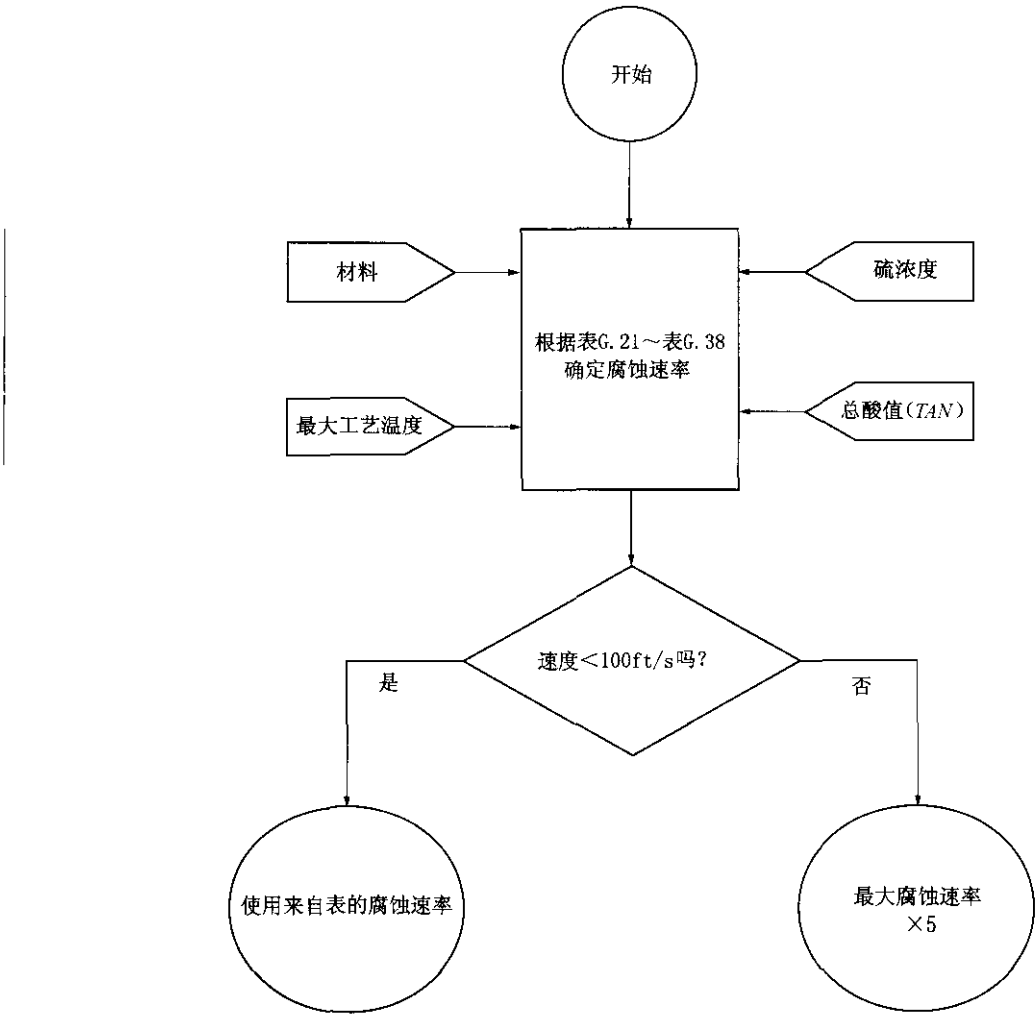 开始
材料
硫浓度
根据表G.21～表G.38
确定腐蚀速率
最大工艺温度
总酸值(TAN)
速度＜100ft/s吗?
是
否
使用来自表的腐蚀速率
最大腐蚀速率
×5